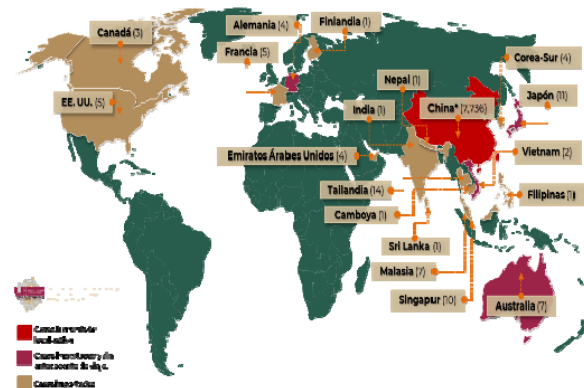 Alemania (4)
Finlandia (1)
Canadá (3)
Francia (5)
Corea-Sur (4)
Nepal (1)
Japón (11)
EE. UU. (5)
India (1)
China* (7,736)
Emiratos Árabes Unidos (4)
Vietnam (2)
Tailandia (14)
Filipinas (1)
Camboya (1)
Sri Lanka (1)
Malasia (7)
Singapur (10)
Australia (7)